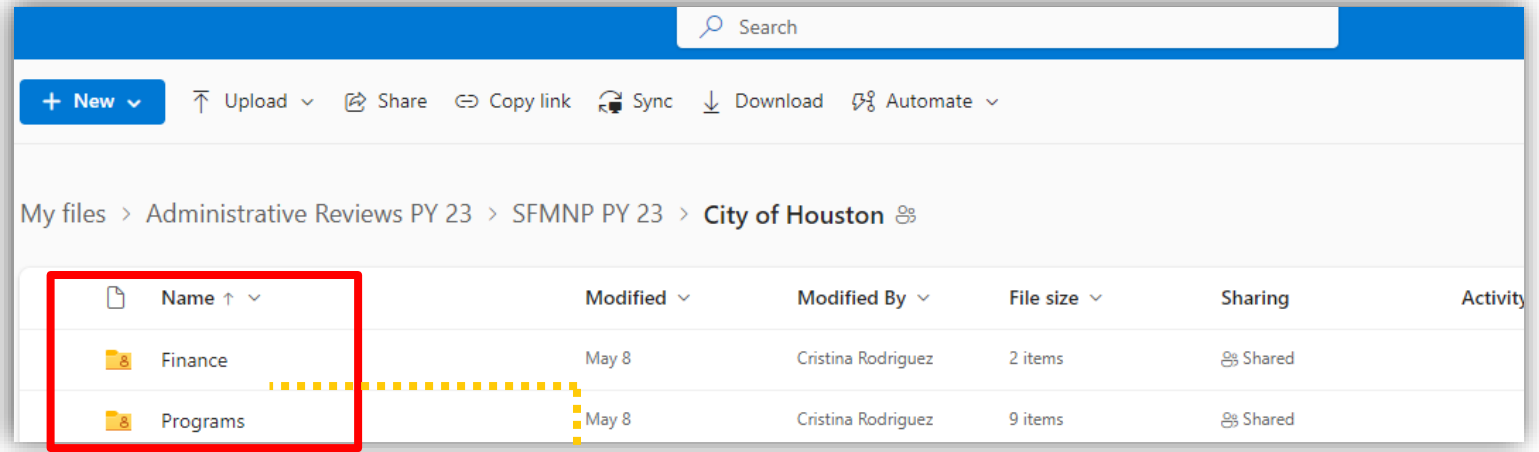 Search
+ New Upload Share Copy link Sync Download Automate
My files > Administrative Reviews PY 23 > SFMNP PY 23 > City of Houston
Name ↑ Modified Modified By File size Sharing Activity
Finance May 8 Cristina Rodriguez 2 items Shared
Programs May 8 Cristina Rodriguez 9 items Shared